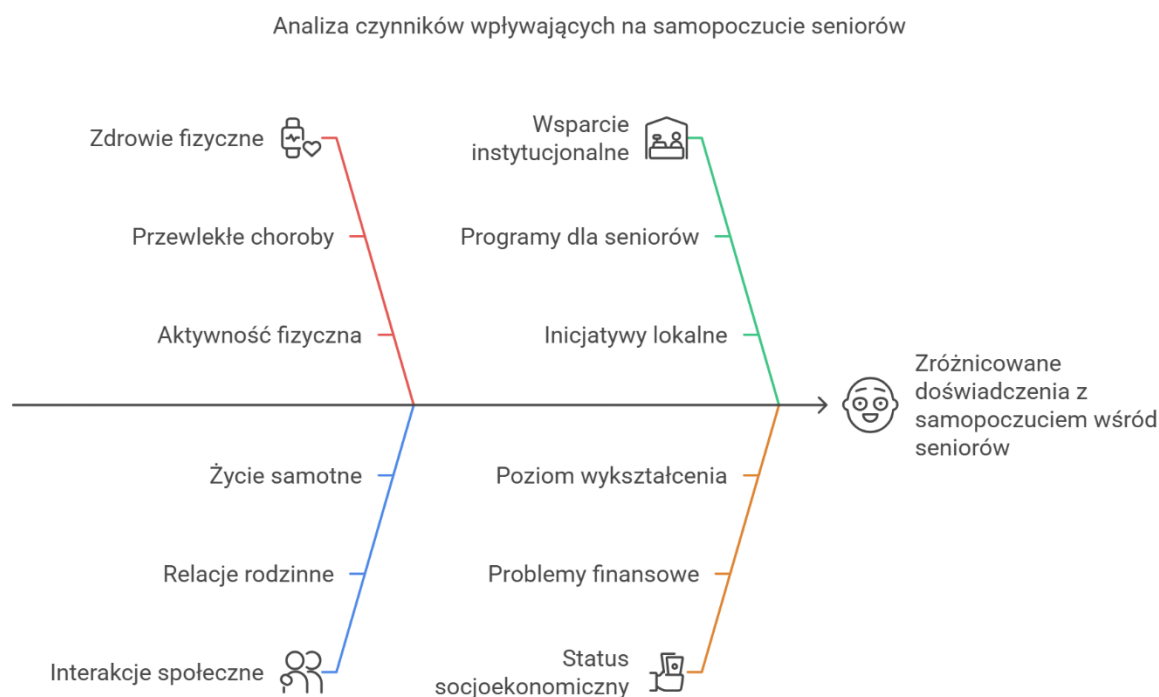 Analiza czynników wpływających na samopoczucie seniorów
Zdrowie fizyczne
Przewlekłe choroby
Aktywność fizyczna
Wsparcie
instytucjonalne
Programy dla seniorów
Inicjatywy lokalne
Zróżnicowane
doświadczenia z
samopoczuciem wśród
seniorów
Życie samotne
Relacje rodzinne
Interakcje społeczne
Poziom wykształcenia
Problemy finansowe
Status
socjoekonomiczny